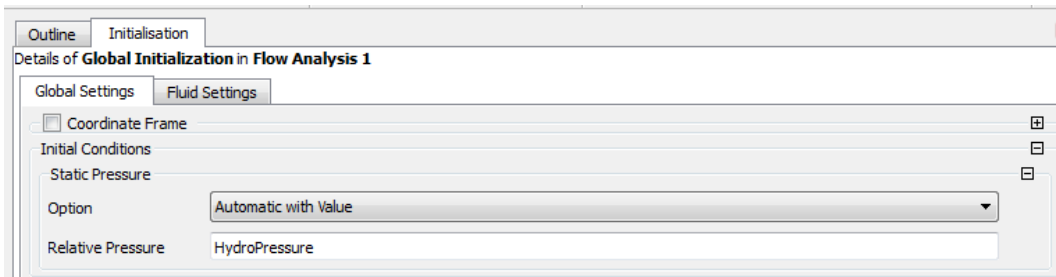 Outline Initialisation
Details of Global Initialization in Flow Analysis 1
Global Settings Fluid Settings
Coordinate Frame
Initial Conditions
Static Pressure
Option Automatic with Value
Relative Pressure HydroPressure